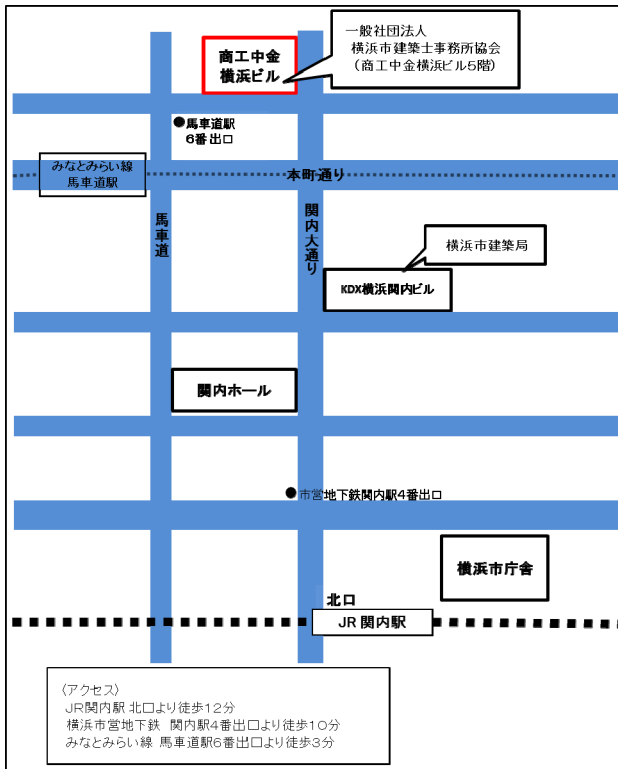 商工中金
横浜ビル
一般社団法人
横浜市建築士事務所協会
(商工中金横浜ビル5階)
●馬車道駅
6番出口
みなとみらい線
馬車道駅
本町通り
馬車道
関内大通り
横浜市建築局
KDX横浜関内ビル
関内ホール
●市営地下鉄関内駅4番出口
横浜市庁舎
北口
JR 関内駅
〈アクセス〉
JR関内駅 北口より徒歩12分
横浜市営地下鉄 関内駅4番出口より徒歩10分
みなとみらい線 馬車道駅6番出口より徒歩3分